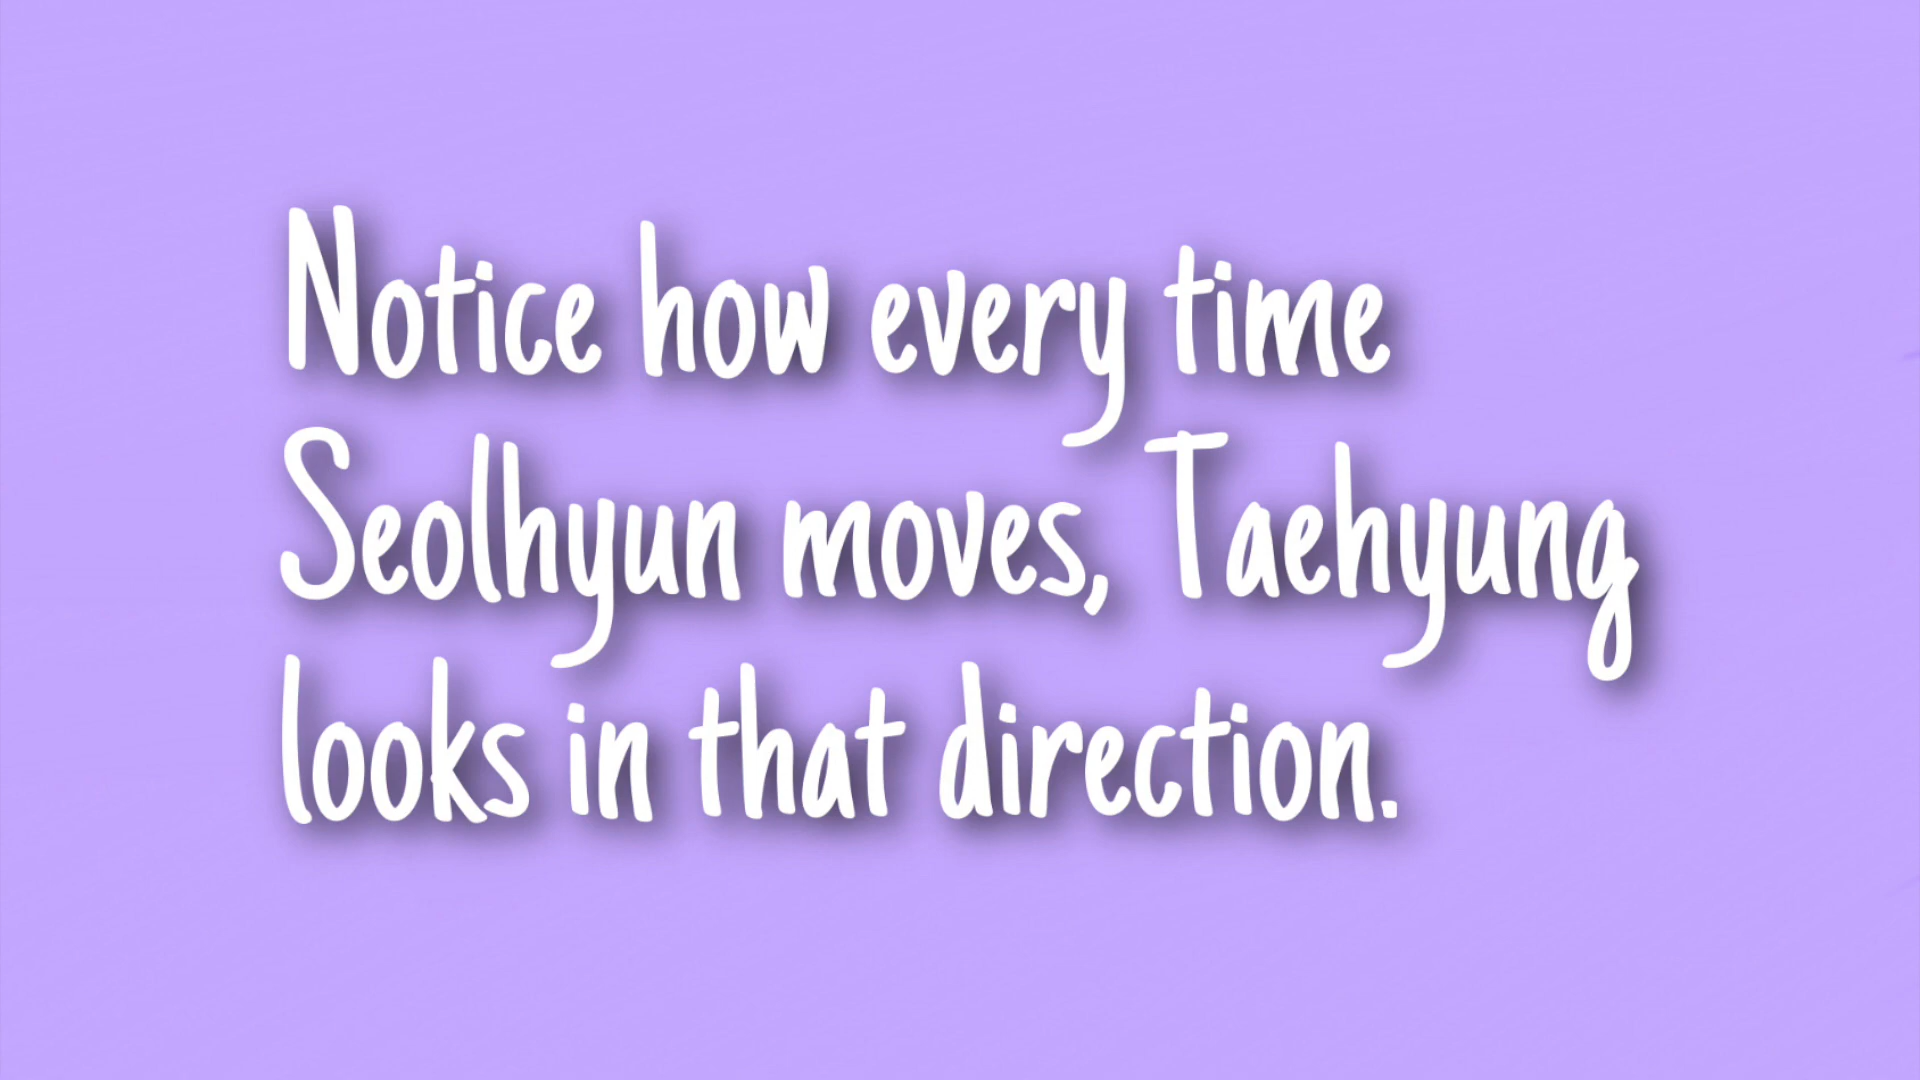 Notice how every time
Seolhyun moves, Taehyung
looks in that direction.